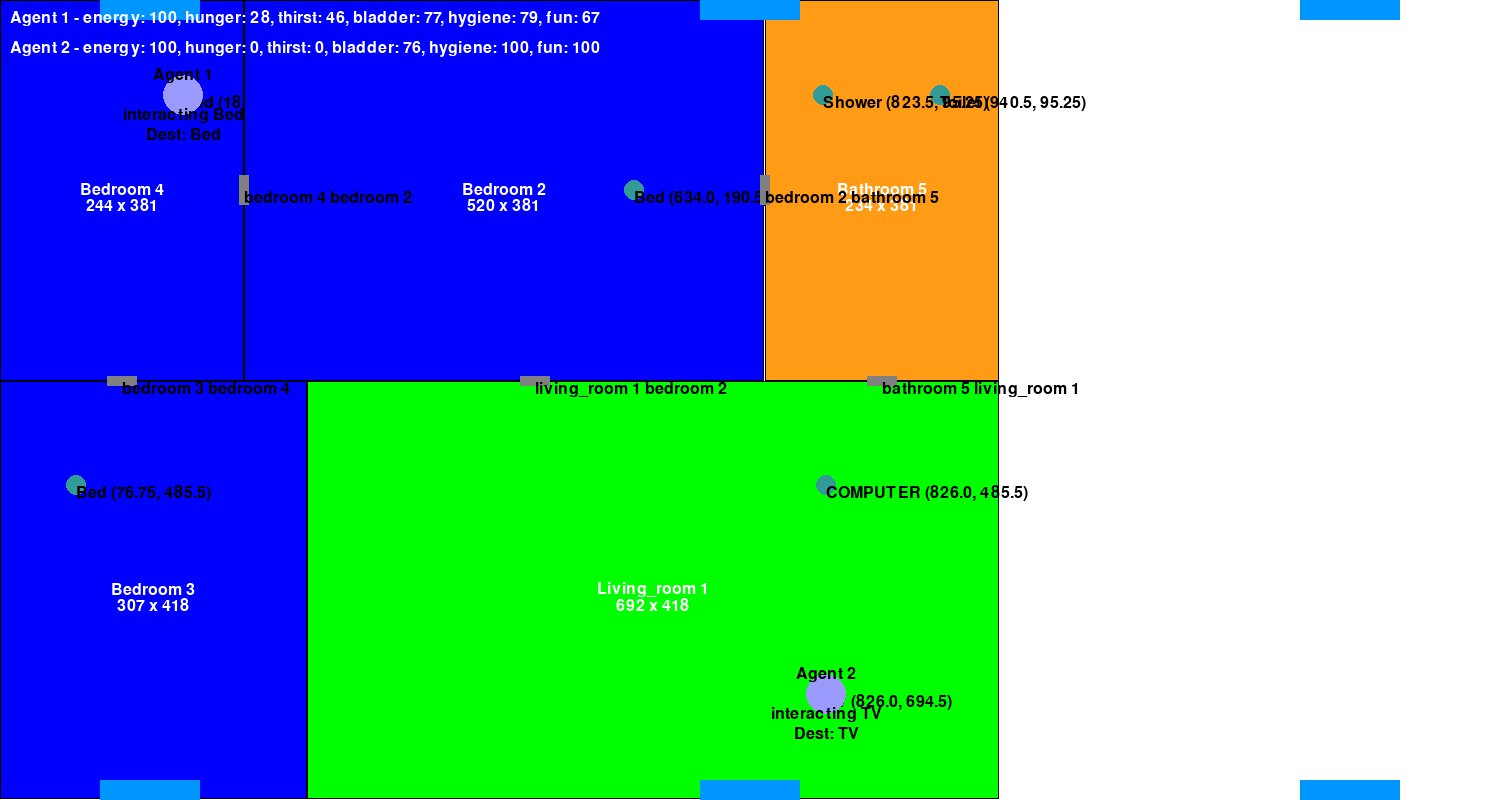 Agent 1 - energy: 100, hunger: 28, thirst: 46, bladder: 77, hygiene: 79, fun: 67
Agent 2 - energy: 100, hunger: 0, thirst: 0, bladder: 76, hygiene: 100, fun: 100
Agent 1
interacting Bed
Dest: Bed
Shower (823.5, 95.25)
Toilet (940.5, 95.25)
Bedroom 4
244 x 381
bedroom 4 bedroom 2
Bedroom 2
520 x 381
Bed (634.0, 190.5
bedroom 2 bathroom 5
Bathroom 5
234 x 381
bedroom 3 bedroom 4
living_room 1 bedroom 2
bathroom 5 living_room 1
Bed (76.75, 485.5)
COMPUTER (826.0, 485.5)
Bedroom 3
307 x 418
Living_room 1
692 x 418
Agent 2
(826.0, 694.5)
interacting TV
Dest: TV